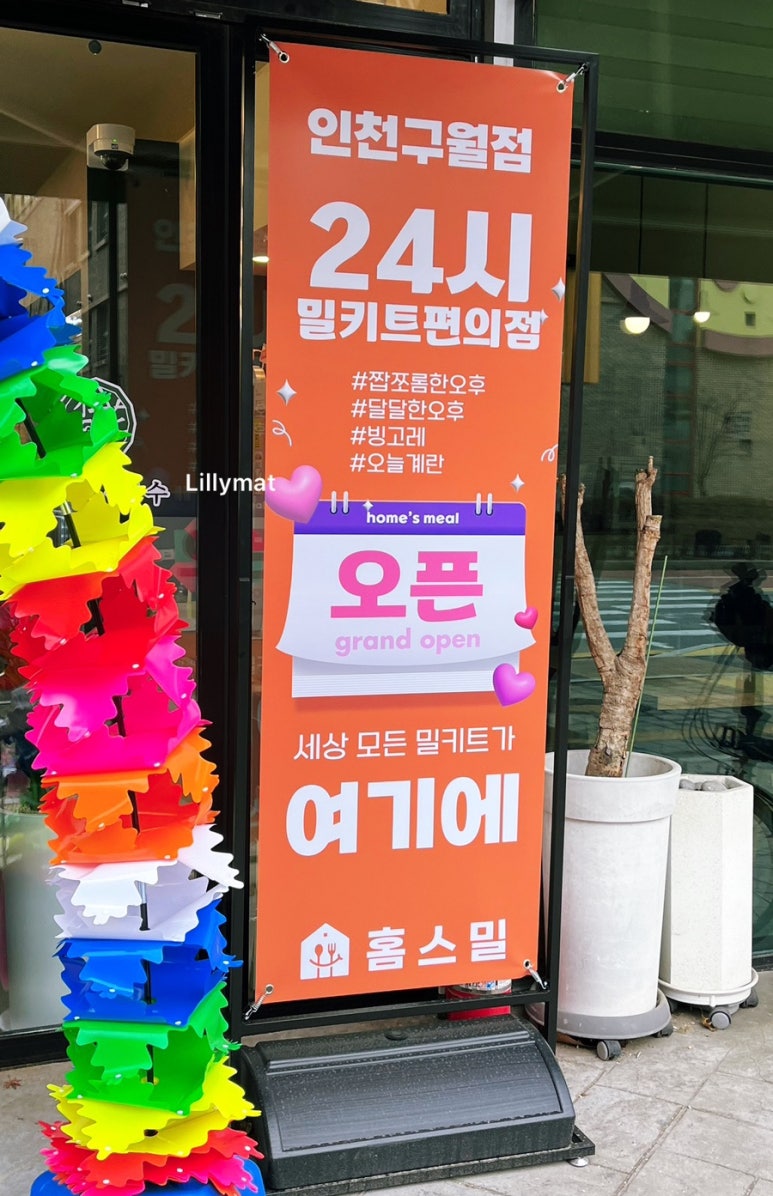 인천구월점
24시
밀키트편의점
#짭쪼롬한오후
#달달한오후
#빙고레
#오늘계란
수
Lillymat
home's meal
오픈
grand open
세상 모든 밀키트가
여기에
홈스밀